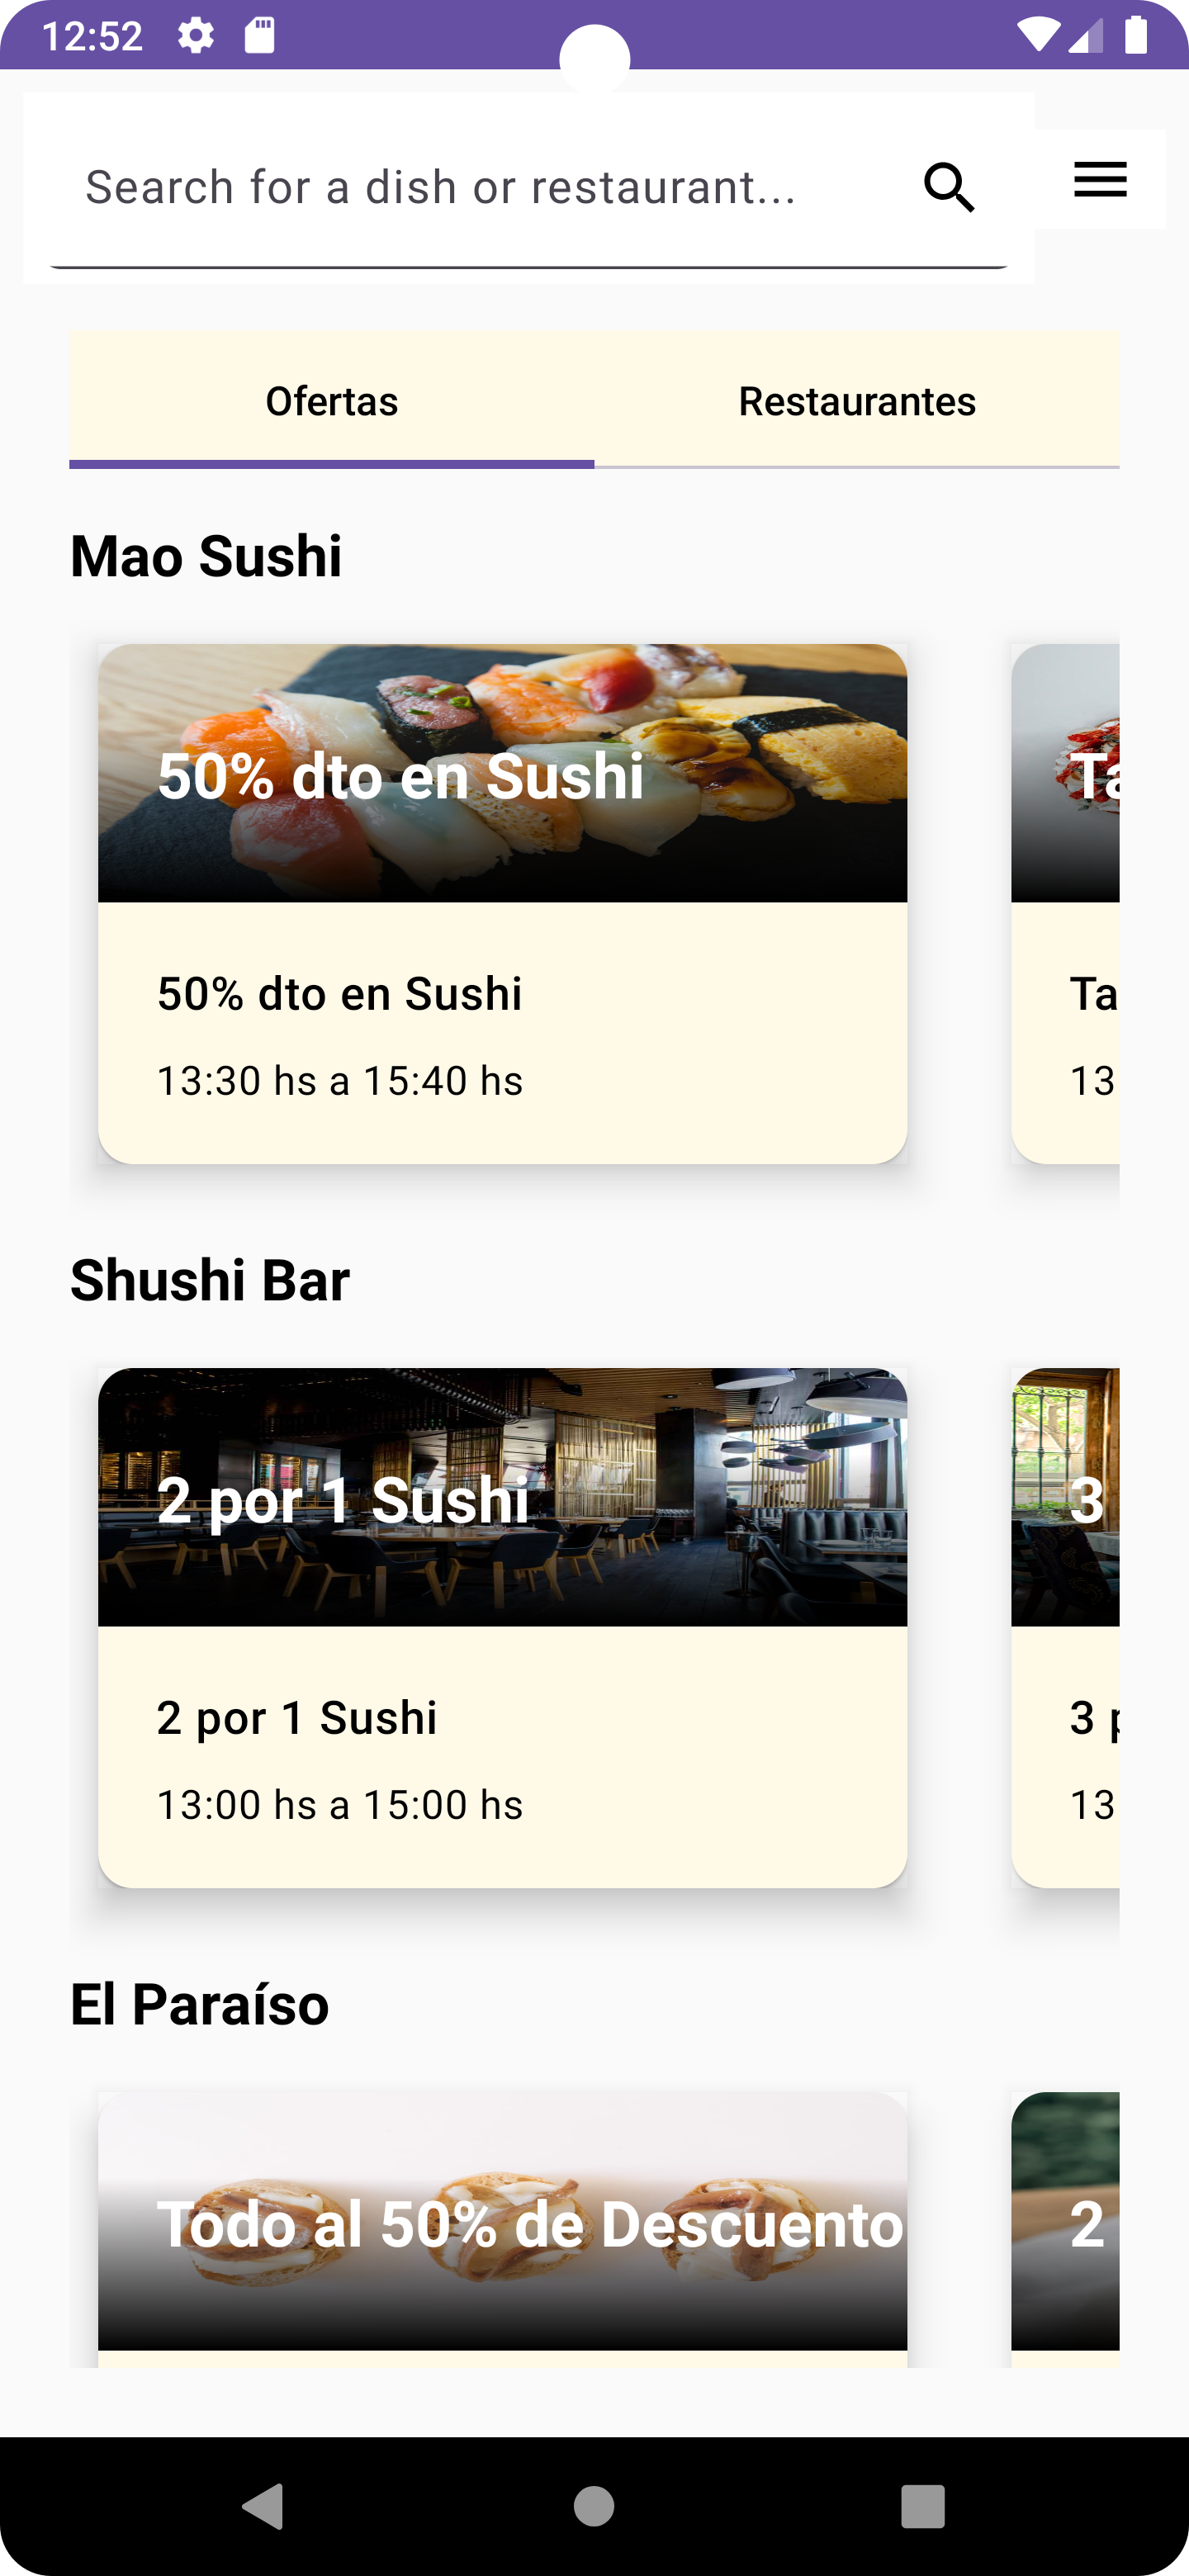 12:52
Search for a dish or restaurant...
Ofertas
Restaurantes
Mao Sushi
50% dto en Sushi
Ta
50% dto en Sushi
Ta
13:30 hs a 15:40 hs
13
Shushi Bar
2 por 1 Sushi
3
2 por 1 Sushi
3 p
13:00 hs a 15:00 hs
13
El Paraíso
Todo al 50% de Descuento
2